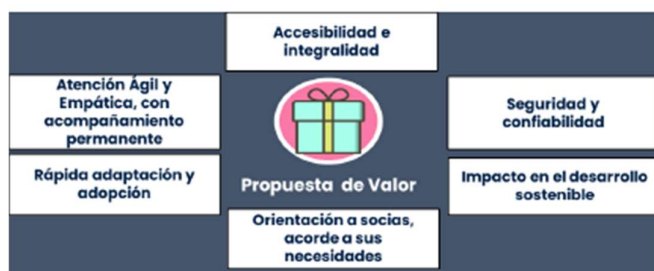 Accesibilidad e
integralidad
Atención Ágil y
Empática, con
acompañamiento
permanente
Seguridad y
confiabilidad
Rápida adaptación y
adopción
Propuesta de Valor
Impacto en el desarrollo
sostenible
Orientación a socias,
acorde a sus
necesidades